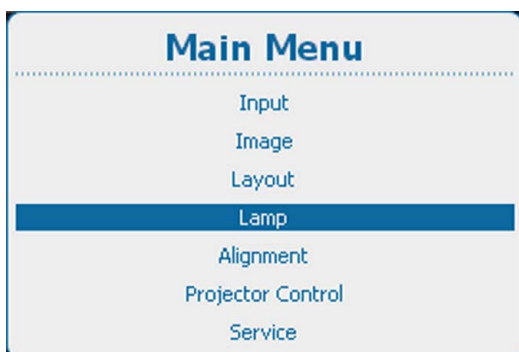 Main Menu
Input
Image
Layout
Lamp
Alignment
Projector Control
Service